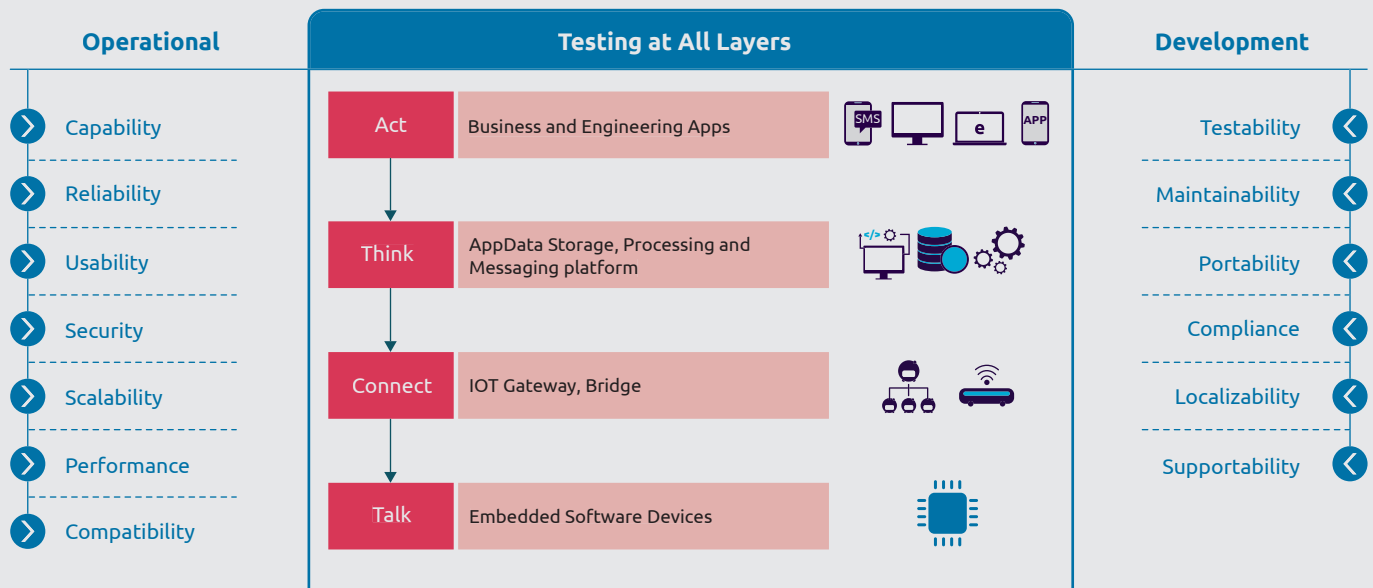 Operational
Capability
Reliability
Usability
Security
Scalability
Performance
Compatibility
Testing at All Layers
Act
Business and Engineering Apps
SMS
e
APP
Think
AppData Storage, Processing and
Messaging platform
</>
Connect
IOT Gateway, Bridge
Talk
Embedded Software Devices
Development
Testability
Maintainability
Portability
Compliance
Localizability
Supportability